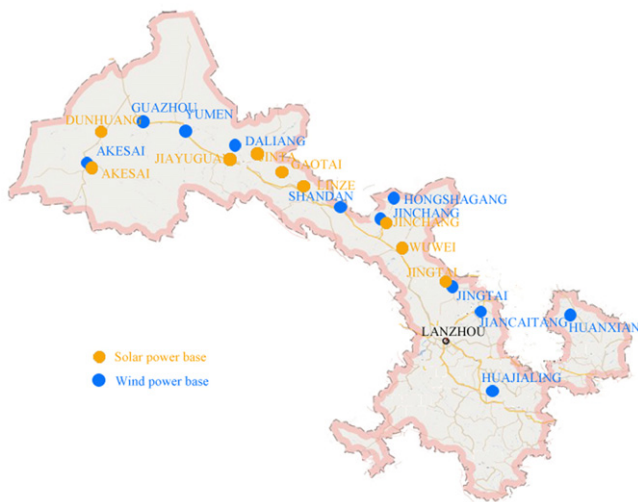 GUAZHOU
DUNHUANG
YUMEN
DALIANG
AKESAI
JIAYUGUAN
AKESAI
GAOTAI
LINZE
SHANDAN
HONGSHAGANG
JINCHANG
JINCHANG
WUWEI
JINGTAI
JINGTAI
JIANCAITANG
HUANXIAN
LANZHOU
HUAJIALING
Solar power base
Wind power base